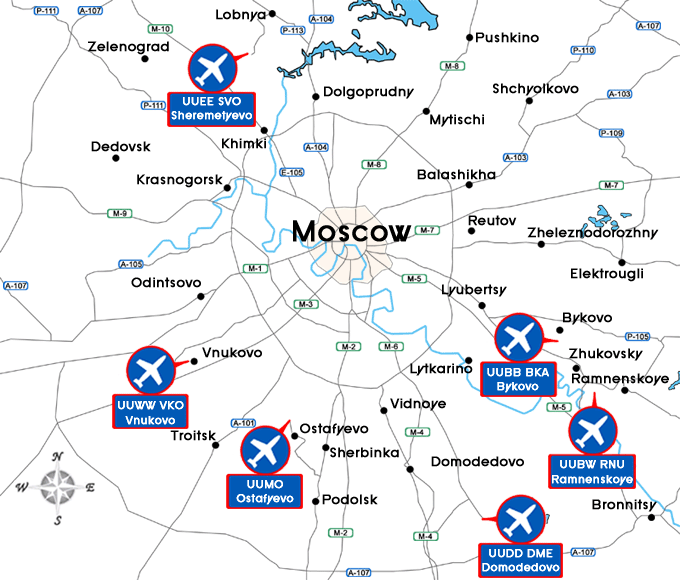 P-111
Lobnya
A-104
A-107
M-10
P-113
Zelenograd
Pushkino
P-110
M-8
UUEE SVO
Sheremetyevo
Dolgoprudny
Shchyolkovo
A-103
P-111
Mytischi
P-109
Khimki
Dedovsk
A-104
A-103
M-8
Balashikha
E-105
Krasnogorsk
M-7
M-9
Reutov
Moscow
M-7
Zheleznodorozhny
A-105
M-1
Elektrougli
M-5
A-107
Odintsovo
Lyubertsy
M-3
Bykovo
P-105
M-2
M-6
Vnukovo
Zhukovsky
UUBB BKA
Bykovo
Lytkarino
Ramnenskoye
UUWW VKO
Vnukovo
Vidnoye
M-5
A-101
Ostafyevo
M-4
Troitsk
Sherbinka
N
Domodedovo
UUBW RNU
Ramnenskoye
UUMO
Ostafyevo
W
E
Podolsk
Bronnitsy
S
M-2
M-4
UUDD DME
Domodedovo
A-107
A-107